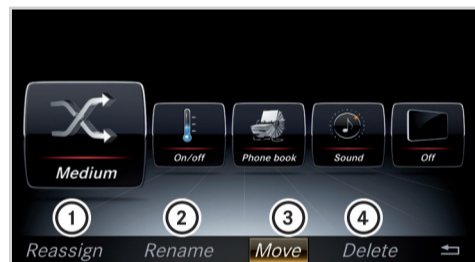 Medium
On/off
Phone book
Sound
Off
1
2
3
4
Reassign
Rename
Move
Delete